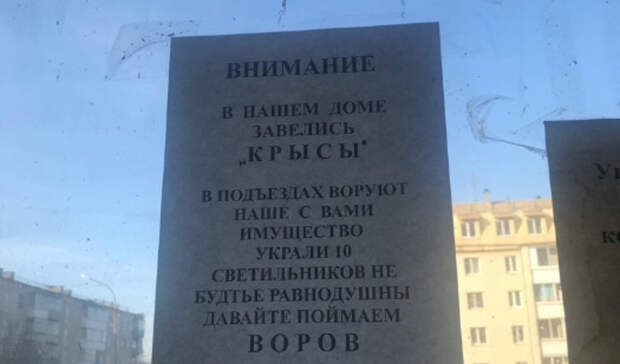 ВНИМАНИЕ
В НАШЕМ ДОМЕ
ЗАВЕЛИСЬ
„КРЫСЫ"
В ПОДЪЕЗДАХ ВОРУЮТ
НАШЕ С ВАМИ
ИМУЩЕСТВО
УКРАЛИ 10
СВЕТИЛЬНИКОВ НЕ
БУДТЬЕ РАВНОДУШНЫ
ДАВАЙТЕ ПОЙМАЕМ
ВОРОВ